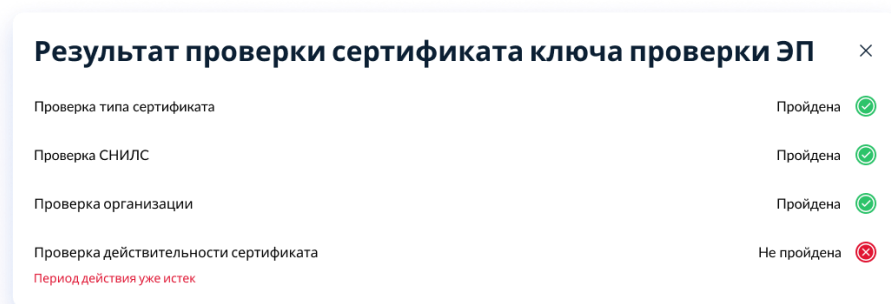 Результат проверки сертификата ключа проверки ЭП
Проверка типа сертификата Пройдена
Проверка СНИЛС Пройдена
Проверка организации Пройдена
Проверка действительности сертификата Не пройдена
Период действия уже истек